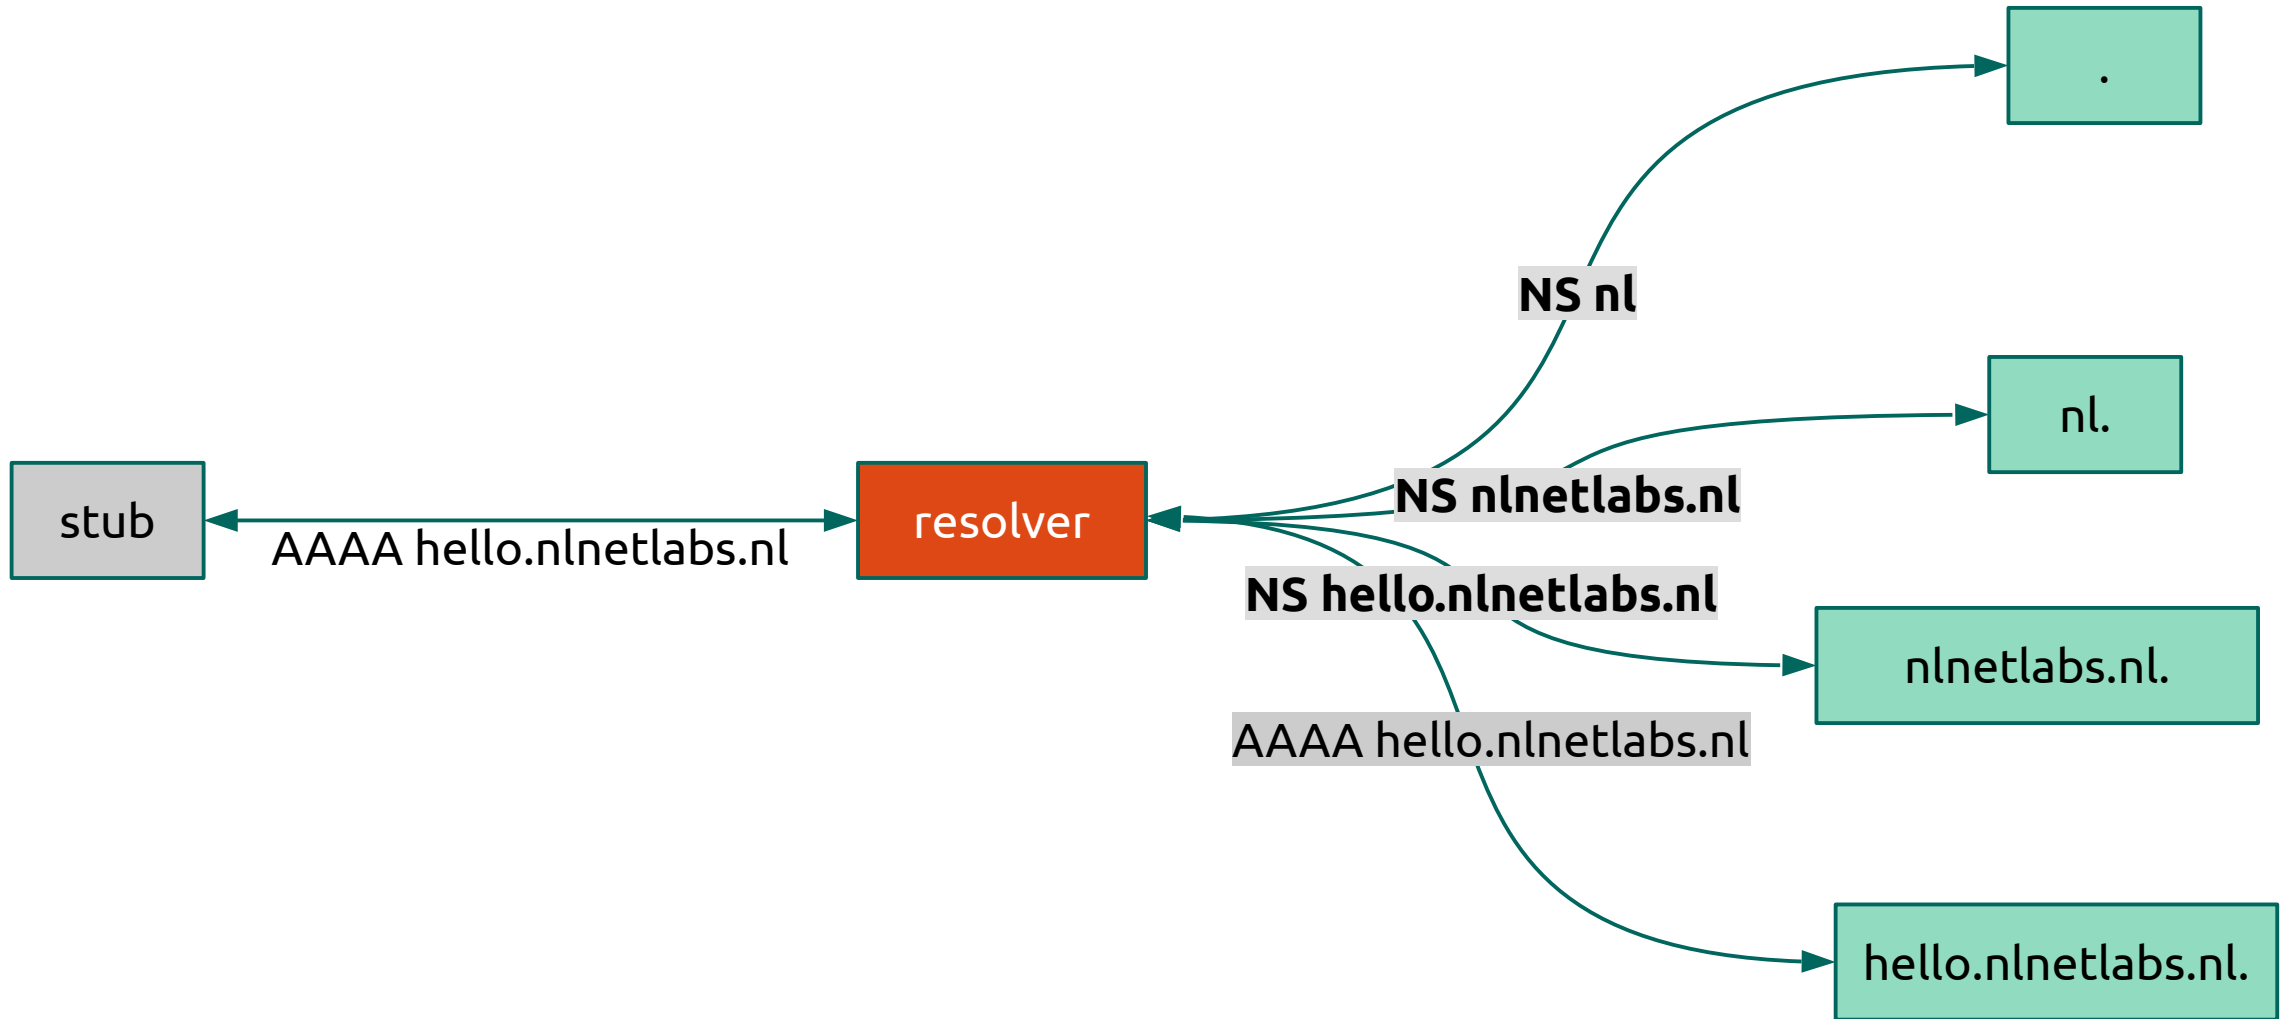 .
NS nl
nl.
NS nlnetlabs.nl
stub
resolver
AAAA hello.nlnetlabs.nl
NS hello.nlnetlabs.nl
nlnetlabs.nl.
AAAA hello.nlnetlabs.nl
hello.nlnetlabs.nl.